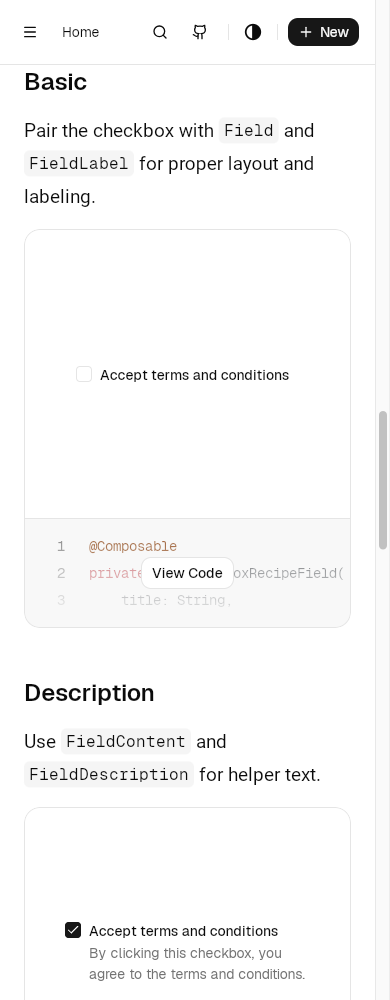 Home
New
Basic
Pair the checkbox with Field and
FieldLabel for proper layout and
labeling.
Accept terms and conditions
1 @Composable
2 private oxRecipeField(
View Code
3 title: String,
Description
Use FieldContent and
FieldDescription for helper text.
Accept terms and conditions
By clicking this checkbox, you
agree to the terms and conditions.